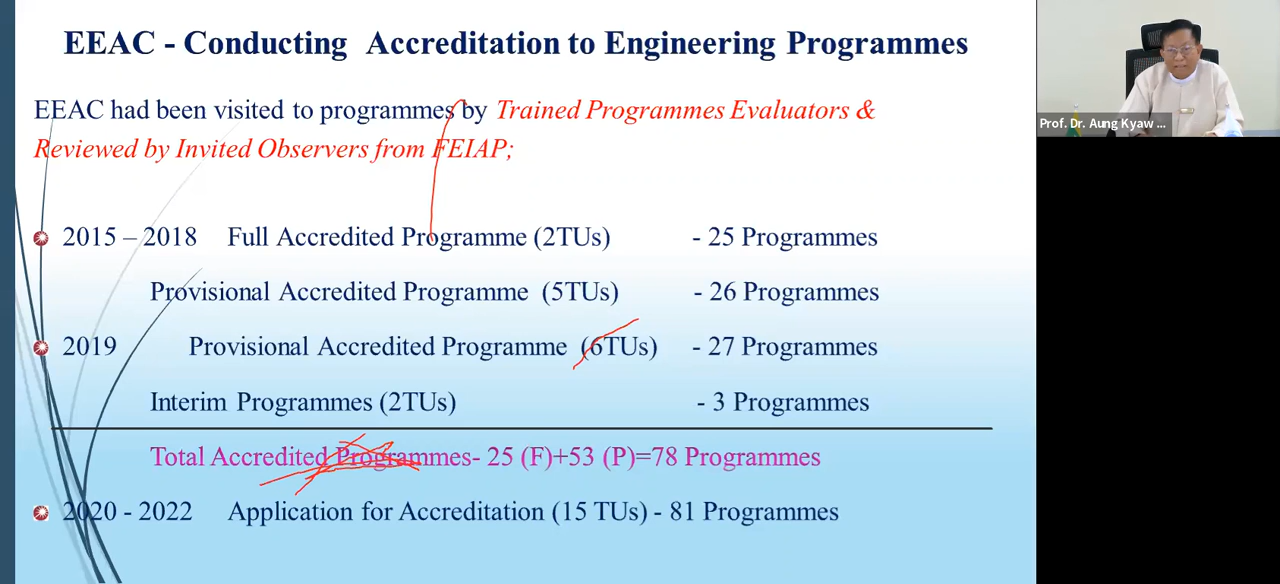 EEAC - Conducting Accreditation to Engineering Programmes
EEAC had been visited to programmes by Trained Programmes Evaluators &
Reviewed by Invited Observers from FEIAP;
2015 – 2018 Full Accredited Programme (2TUs) - 25 Programmes
Provisional Accredited Programme (5TUs) - 26 Programmes
2019 Provisional Accredited Programme (6TUs) - 27 Programmes
Interim Programmes (2TUs) - 3 Programmes
Total Accredited Programmes- 25 (F)+53 (P)=78 Programmes
2020 - 2022 Application for Accreditation (15 TUs) - 81 Programmes
Prof. Dr. Aung Kyaw ...